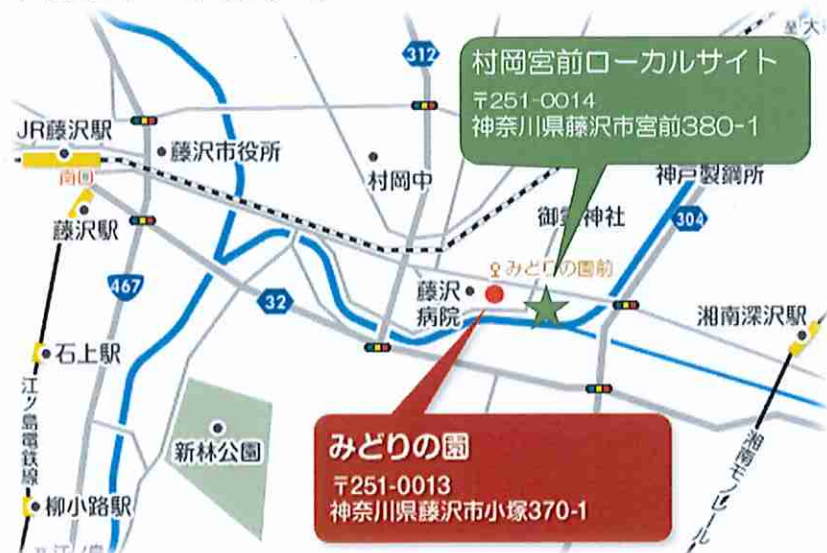 至大
312
村岡宮前ローカルサイト
〒251-0014
神奈川県藤沢市宮前380-1
JR藤沢駅
藤沢市役所
南口
村岡中
神戸製鋼所
藤沢駅
御霊神社
304
みどりの園前
467
32
藤沢
病院
湘南深沢駅
石上駅
江ノ島電鉄線
新林公園
みどりの園
〒251-0013
神奈川県藤沢市小塚370-1
湘南モノレール
柳小路駅